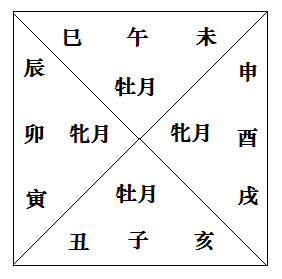 巳 午 未
辰 牡月 申
卯 牝月 牝月 酉
寅 牡月 戌
丑 子 亥